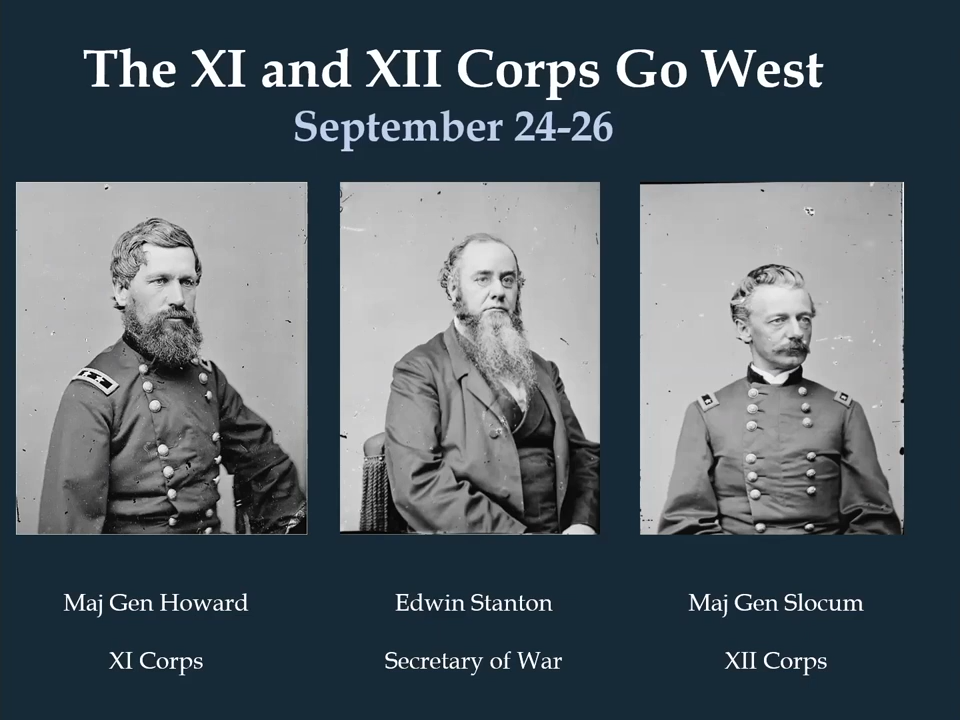 The XI and XII Corps Go West
September 24-26
Maj Gen Howard
XI Corps
Edwin Stanton
Secretary of War
Maj Gen Slocum
XII Corps